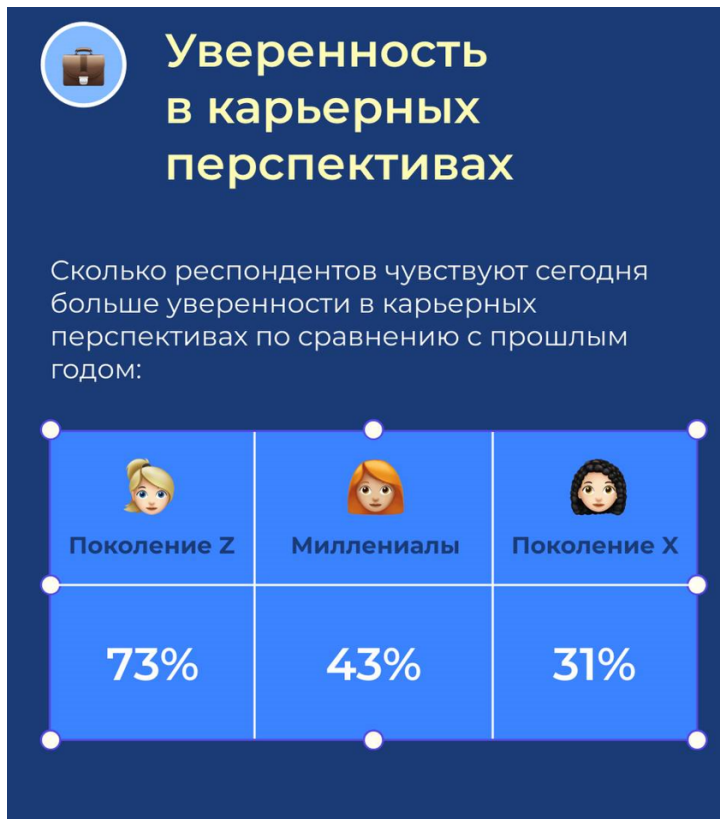 Уверенность
в карьерных
перспективах
Сколько респондентов чувствуют сегодня
больше уверенности в карьерных
перспективах по сравнению с прошлым
годом:
Поколение Z
Миллениалы
Поколение X
73%
43%
31%